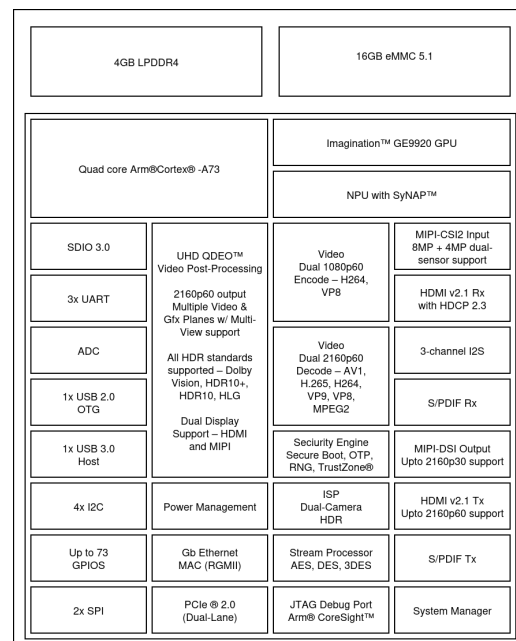 4GB LPDDR4
16GB eMMC 5.1
Quad core Arm®Cortex® -A73
Imagination™ GE9920 GPU
NPU with SyNAP™
SDIO 3.0
3x UART
ADC
1x USB 2.0
OTG
1x USB 3.0
Host
4x I2C
Up to 73
GPIOS
2x SPI
UHD QDEO™
Video Post-Processing
2160p60 output
Multiple Video &
Gfx Planes w/ Multi-
View support
All HDR standards
supported – Dolby
Vision, HDR10+,
HDR10, HLG
Dual Display
Support – HDMI
and MIPI
Power Management
Gb Ethernet
MAC (RGMII)
PCIe ® 2.0
(Dual-Lane)
Video
Dual 1080p60
Encode – H264,
VP8
Video
Dual 2160p60
Decode – AV1,
H.265, H264,
VP9, VP8,
MPEG2
Seciurity Engine
Secure Boot, OTP,
RNG, TrustZone®
ISP
Dual-Camera
HDR
Stream Processor
AES, DES, 3DES
JTAG Debug Port
Arm® CoreSight™
MIPI-CSI2 Input
8MP + 4MP dual-
sensor support
HDMI v2.1 Rx
with HDCP 2.3
3-channel I2S
S/PDIF Rx
MIPI-DSI Output
Upto 2160p30 support
HDMI v2.1 Tx
Upto 2160p60 support
S/PDIF Tx
System Manager